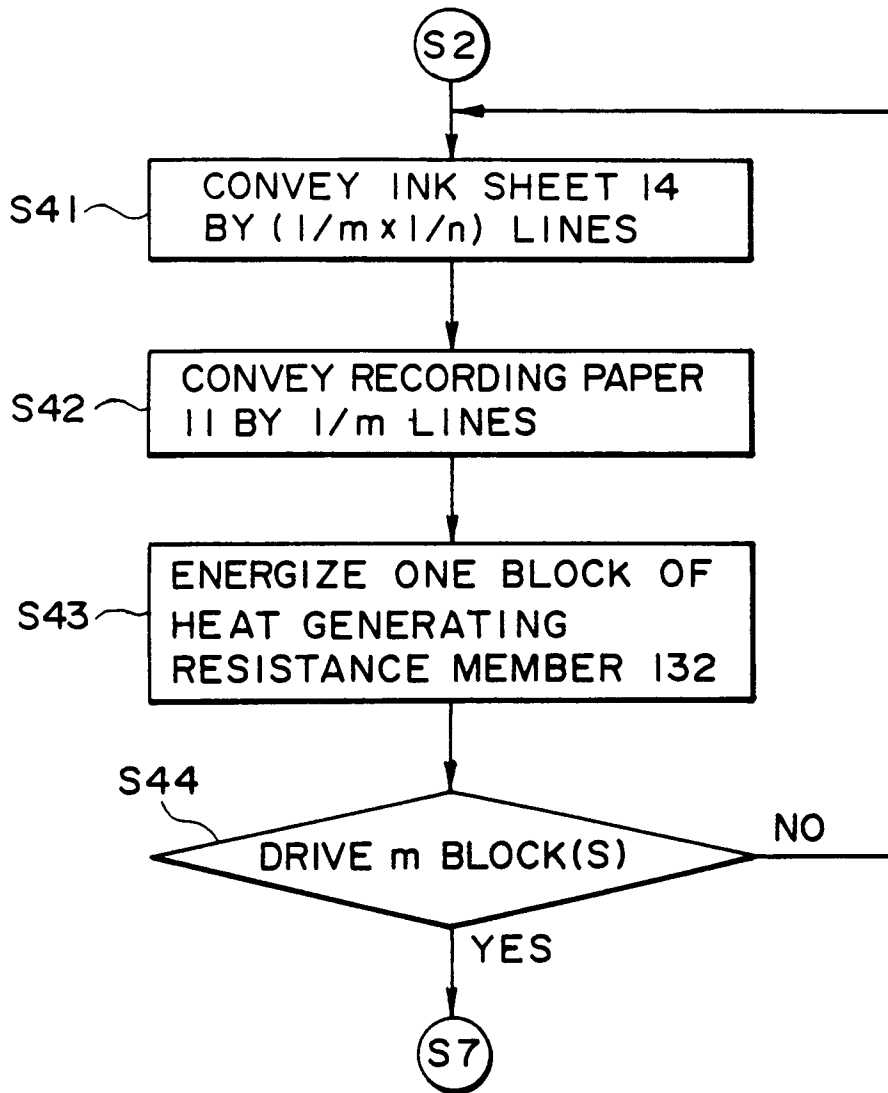 S2
S41
CONVEY INK SHEET 14
BY (1/m x 1/n) LINES
S42
CONVEY RECORDING PAPER
11 BY 1/m LINES
S43
ENERGIZE ONE BLOCK OF
HEAT GENERATING
RESISTANCE MEMBER 132
S44
DRIVE m BLOCK(S)
NO
YES
S7